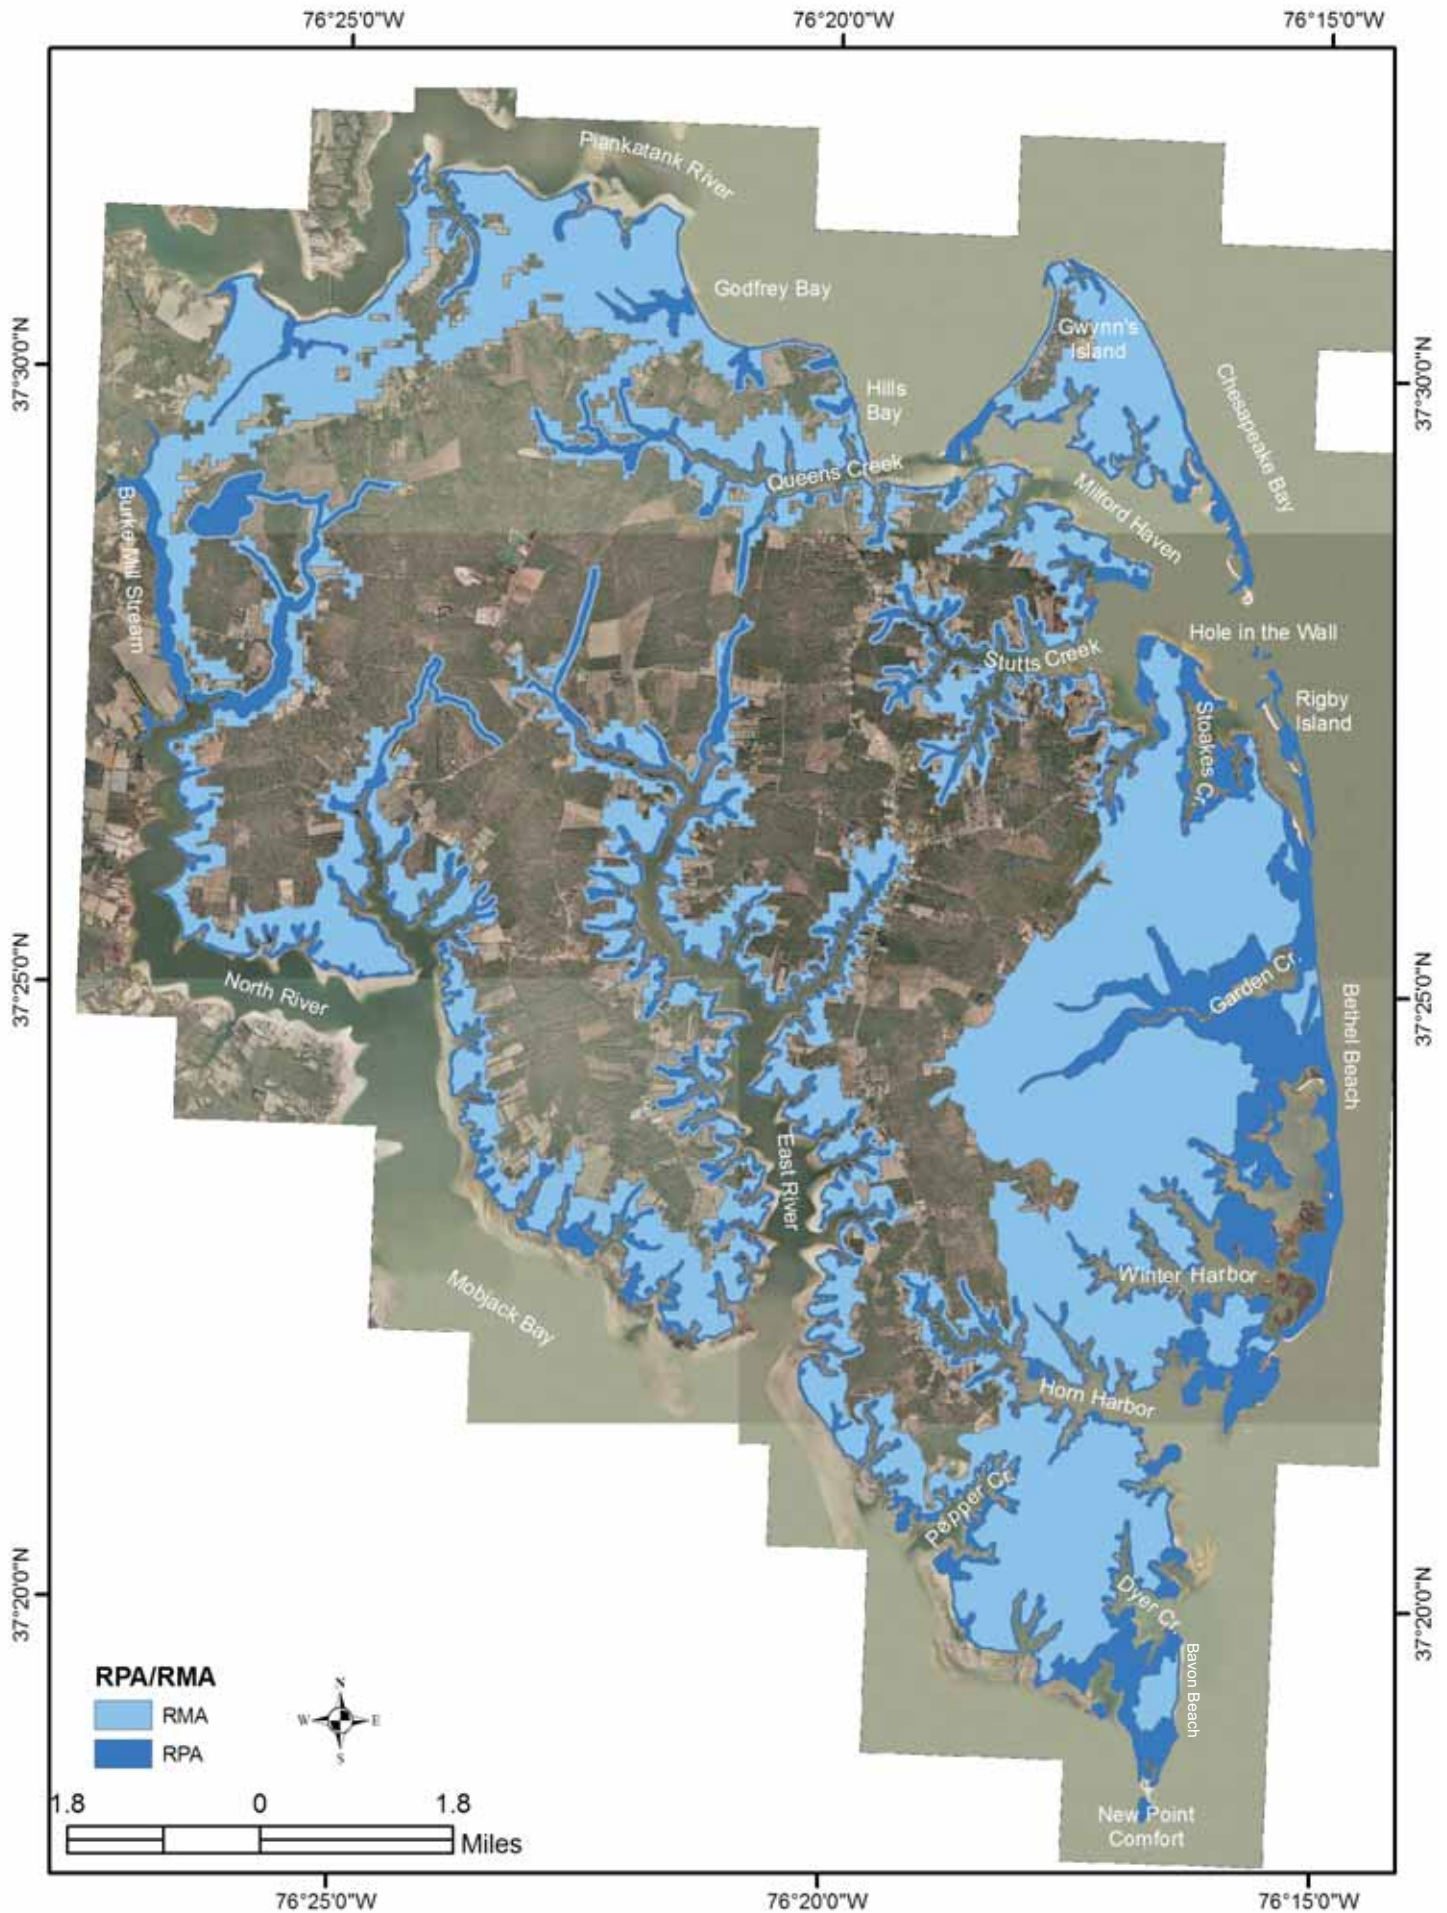 76°25'0"W
76°20'0"W
76°15'0"W
Piankatank River
Godfrey Bay
Gwynn's
Island
37°30'0"N
37°30'0"N
Hills
Bay
Chesapeake Bay
Queens Creek
Milford Haven
Burke Mill Stream
Hole in the Wall
Stutts Creek
Rigby
Island
Stoakes Cr.
37°25'0"N
North River
Garden Cr.
37°25'0"N
Bethel Beach
East River
Winter Harbor
Mobjack Bay
Horn Harbor
Pepper Cr.
37°20'0"N
Dyer Cr.
37°20'0"N
Bavon Beach
RPA/RMA
RMA
RPA
N
W
E
S
1.8
0
1.8
Miles
New Point
Comfort
76°25'0"W
76°20'0"W
76°15'0"W